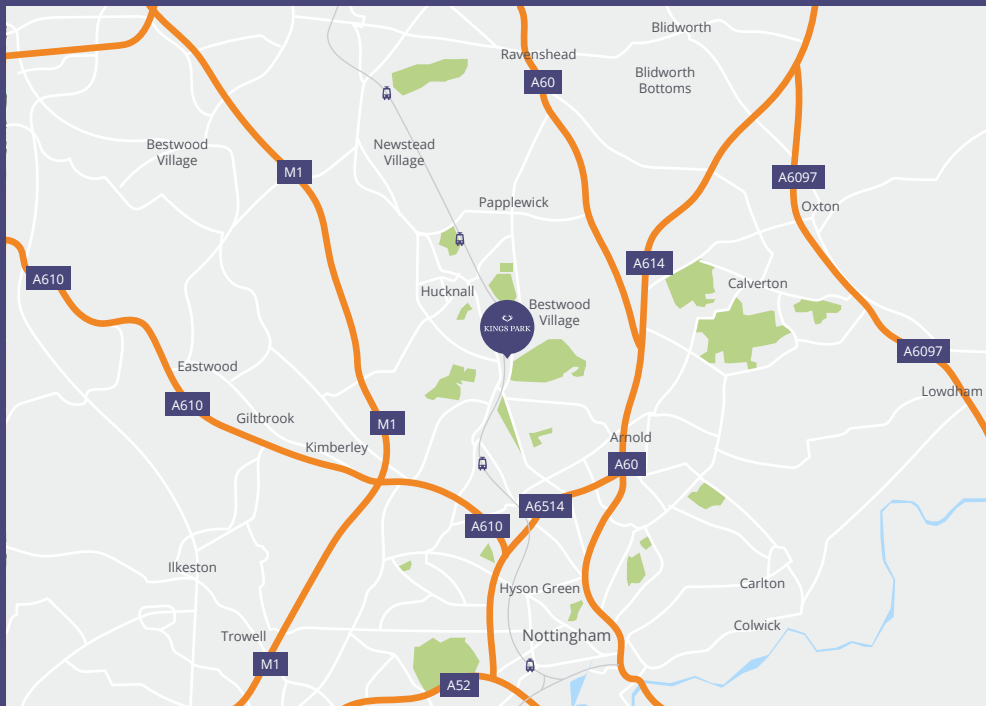 Blidworth
Ravenshead
Blidworth
Bottoms
A60
Bestwood
Village
Newstead
Village
M1
A6097
Papplewick
Oxton
A614
A610
Hucknall
Calverton
Bestwood
Village
KINGS PARK
A6097
Eastwood
Lowdham
A610
Giltbrook
M1
Kimberley
Arnold
A60
A6514
A610
Ilkeston
Hyson Green
Carlton
Colwick
Trowell
Nottingham
M1
A52